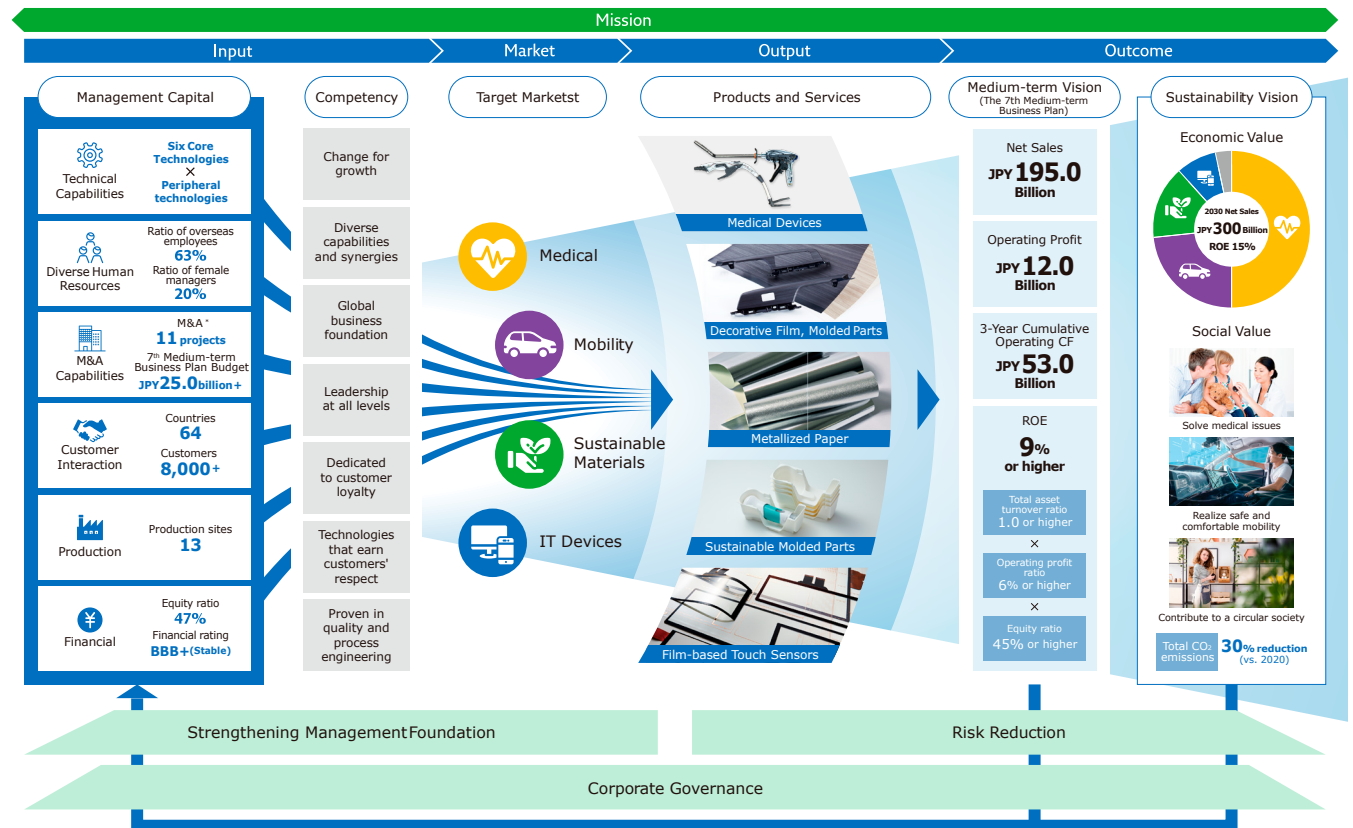 Mission
Input
Market
Output
Outcome
Management Capital
Six Core
Technologies
×
Peripheral
technologies
Technical
Capabilities
Ratio of overseas
employees
63%
Ratio of female
managers
20%
Diverse Human
Resources
M&A *
11 projects
7th Medium-term
Business Plan Budget
JPY25.0billion+
M&A
Capabilities
Countries
64
Customers
8,000+
Customer
Interaction
Production sites
13
Production
Equity ratio
47%
Financial rating
BBB+(Stable)
¥
Financial
Competency
Change for
growth
Diverse
capabilities
and synergies
Global
business
foundation
Leadership
at all levels
Dedicated
to customer
loyalty
Technologies
that earn
customers'
respect
Proven in
quality and
process
engineering
Target Marketst
Medical
Mobility
Sustainable
Materials
IT Devices
Products and Services
Medical Devices
Decorative Film, Molded Parts
Metallized Paper
Sustainable Molded Parts
Film-based Touch Sensors
Medium-term Vision
(The 7th Medium-term
Business Plan)
Net Sales
JPY 195.0
Billion
Operating Profit
JPY 12.0
Billion
3-Year Cumulative
Operating CF
JPY 53.0
Billion
ROE
9%
or higher
Total asset
turnover ratio
1.0 or higher
×
Operating profit
ratio
6% or higher
×
Equity ratio
45% or higher
Sustainability Vision
Economic Value
2030 Net Sales
JPY 300 Billion
ROE 15%
Social Value
Solve medical issues
Realize safe and
comfortable mobility
Contribute to a circular society
Total CO2
emissions
30% reduction
(vs. 2020)
Strengthening Management Foundation
Risk Reduction
Corporate Governance